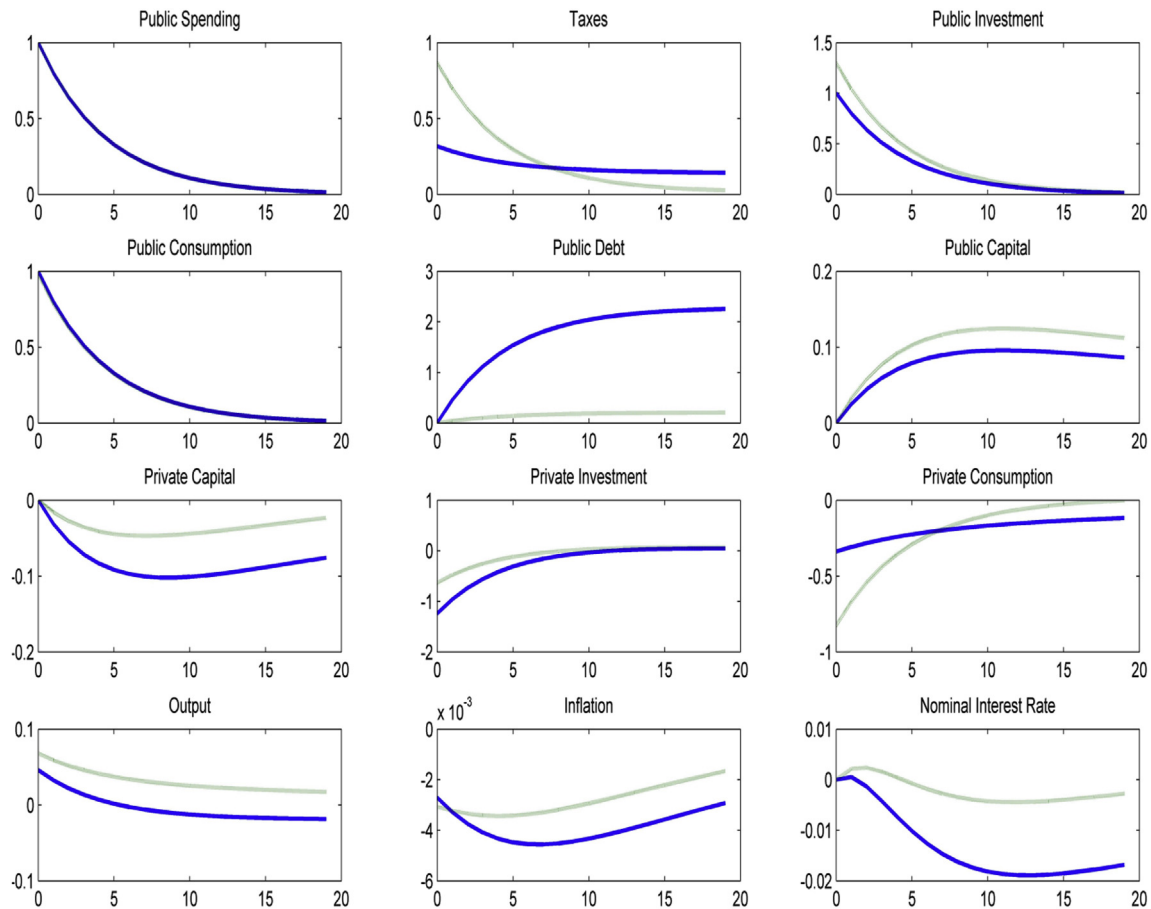 Public Spending
1
0.5
0
0 5 10 15 20
Taxes
1
0.5
0
0 5 10 15 20
Public Investment
1.5
1
0.5
0
0 5 10 15 20
Public Consumption
1
0.5
0
0 5 10 15 20
Public Debt
3
2
1
0
0 5 10 15 20
Public Capital
0.2
0.1
0
0 5 10 15 20
Private Capital
0
-0.1
-0.2
0 5 10 15 20
Private Investment
1
0
-1
-2
0 5 10 15 20
Private Consumption
0
-0.5
-1
0 5 10 15 20
Output
0.1
0
-0.1
0 5 10 15 20
Inflation
x 10-3
0
-2
-4
-6
0 5 10 15 20
Nominal Interest Rate
0.01
0
-0.01
-0.02
0 5 10 15 20